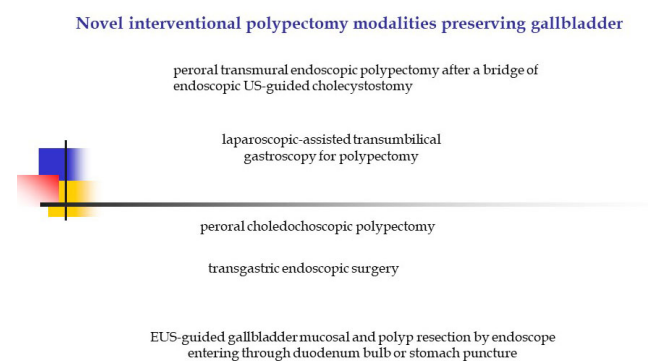 Novel interventional polypectomy modalities preserving gallbladder
peroral transmural endoscopic polypectomy after a bridge of
endoscopic US-guided cholecystostomy
laparoscopic-assisted transumbilical
gastroscopy for polypectomy
peroral choledochoscopic polypectomy
transgastric endoscopic surgery
EUS-guided gallbladder mucosal and polyp resection by endoscope
entering through duodenum bulb or stomach puncture